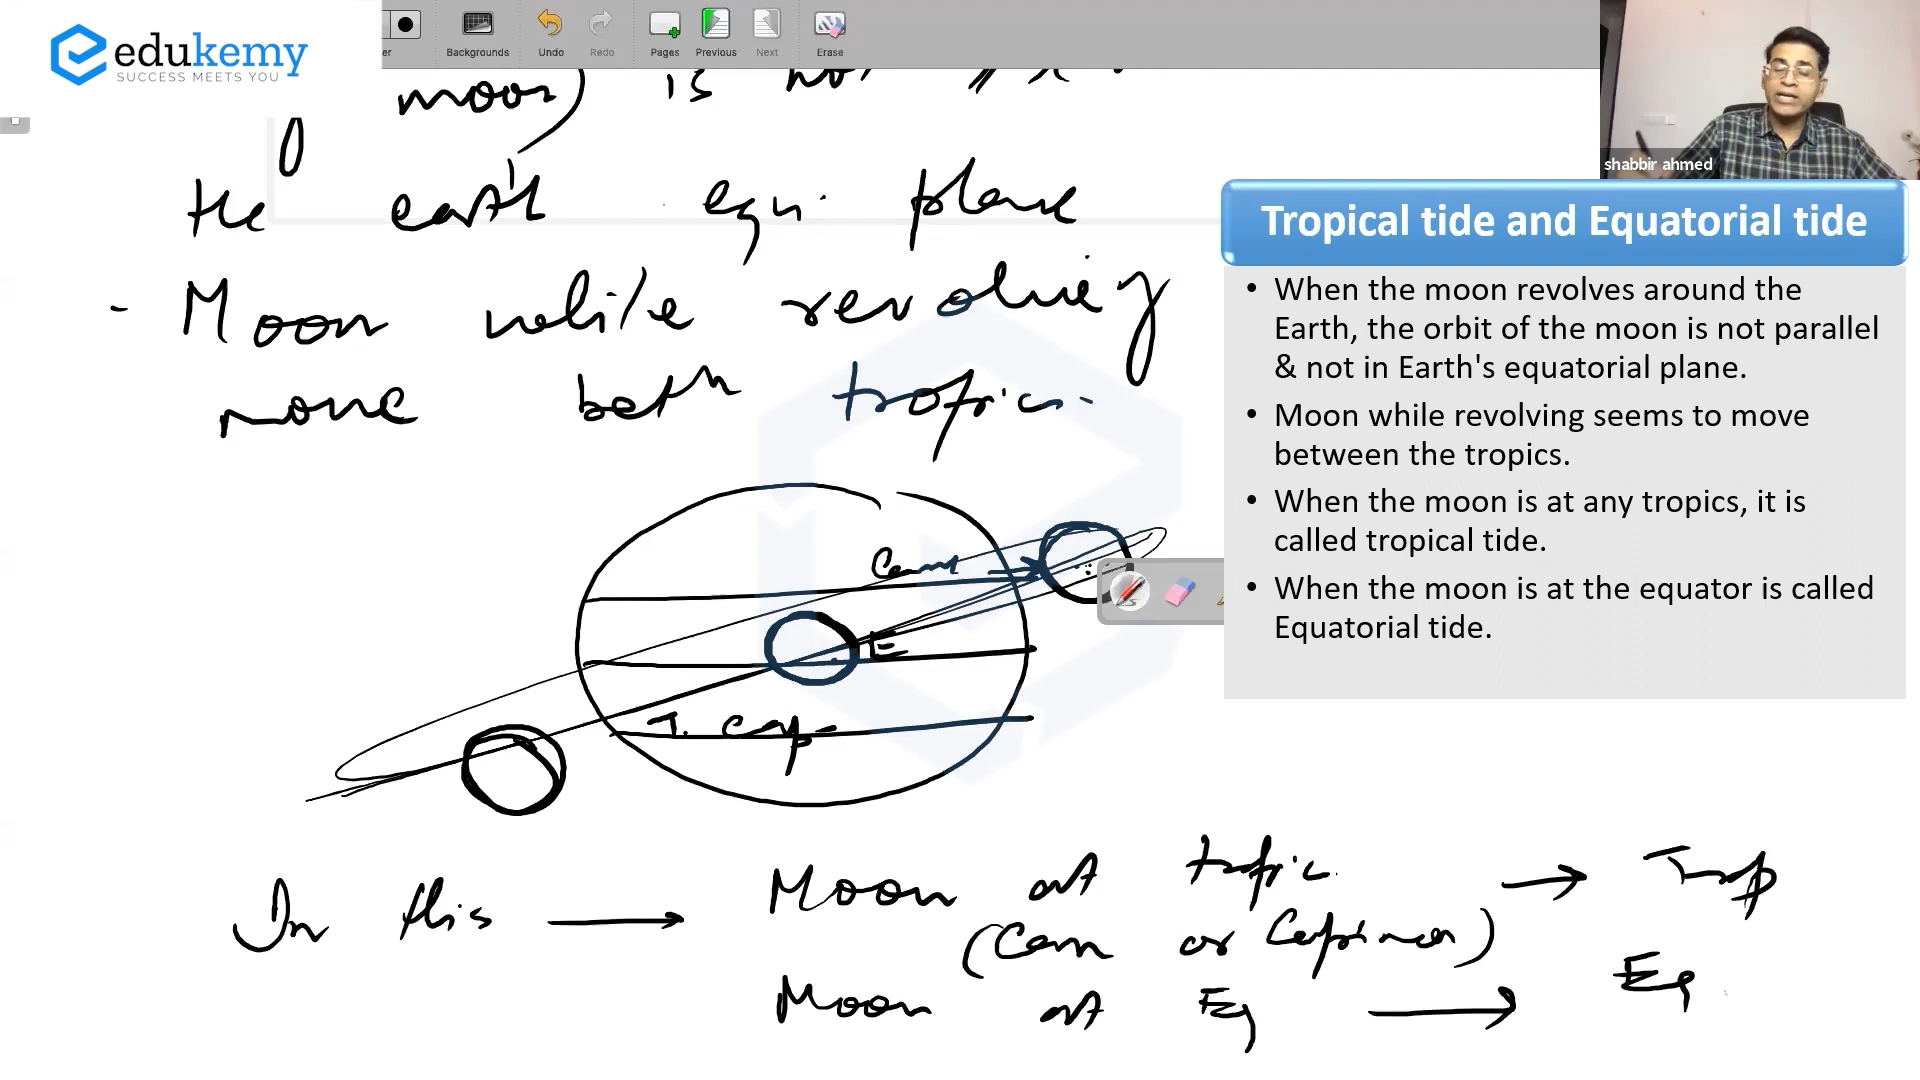 edukemy
SUCCESS MEETS YOU
er
Backgrounds
Undo
Redo
Pages
Previous
Next
Erase
shabbir ahmed
moon) is not
the earth equ. plane
- Moon while revolving
move betn tropics.
Canc
E
T. Cap
In this → Moon at tropic → Trop
(Can or Capricorn)
Moon at Eq → Eq
Tropical tide and Equatorial tide
• When the moon revolves around the
Earth, the orbit of the moon is not parallel
& not in Earth's equatorial plane.
• Moon while revolving seems to move
between the tropics.
• When the moon is at any tropics, it is
called tropical tide.
• When the moon is at the equator is called
Equatorial tide.